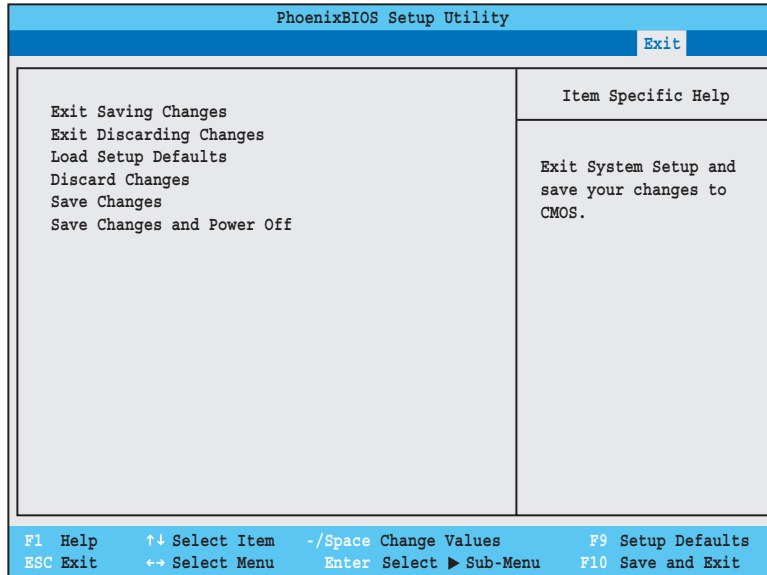 PhoenixBIOS Setup Utility
Exit
Exit Saving Changes
Exit Discarding Changes
Load Setup Defaults
Discard Changes
Save Changes
Save Changes and Power Off
Item Specific Help
Exit System Setup and
save your changes to
CMOS.
F1 Help ↑↓ Select Item -/Space Change Values F9 Setup Defaults
ESC Exit ←→ Select Menu Enter Select ▶ Sub-Menu F10 Save and Exit